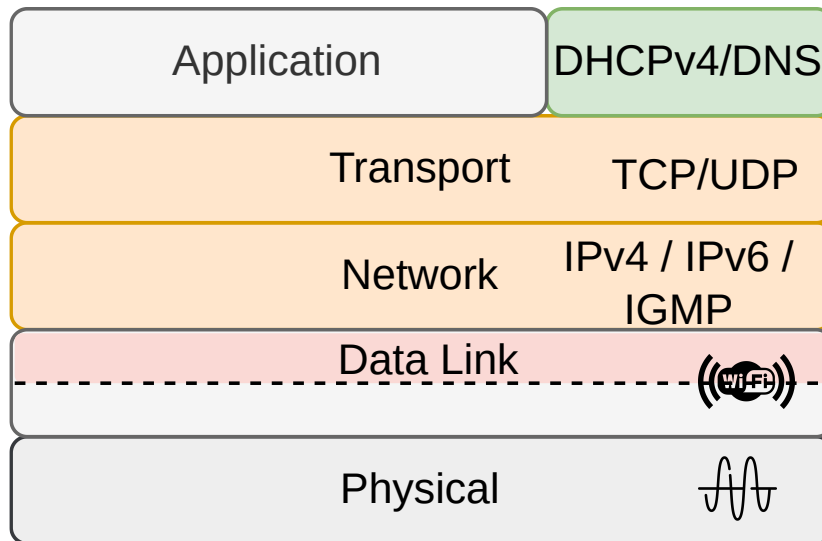 Application
DHCPv4/DNS
Transport
TCP/UDP
Network
IPv4 / IPv6 /
IGMP
Data Link
Wi Fi
Physical